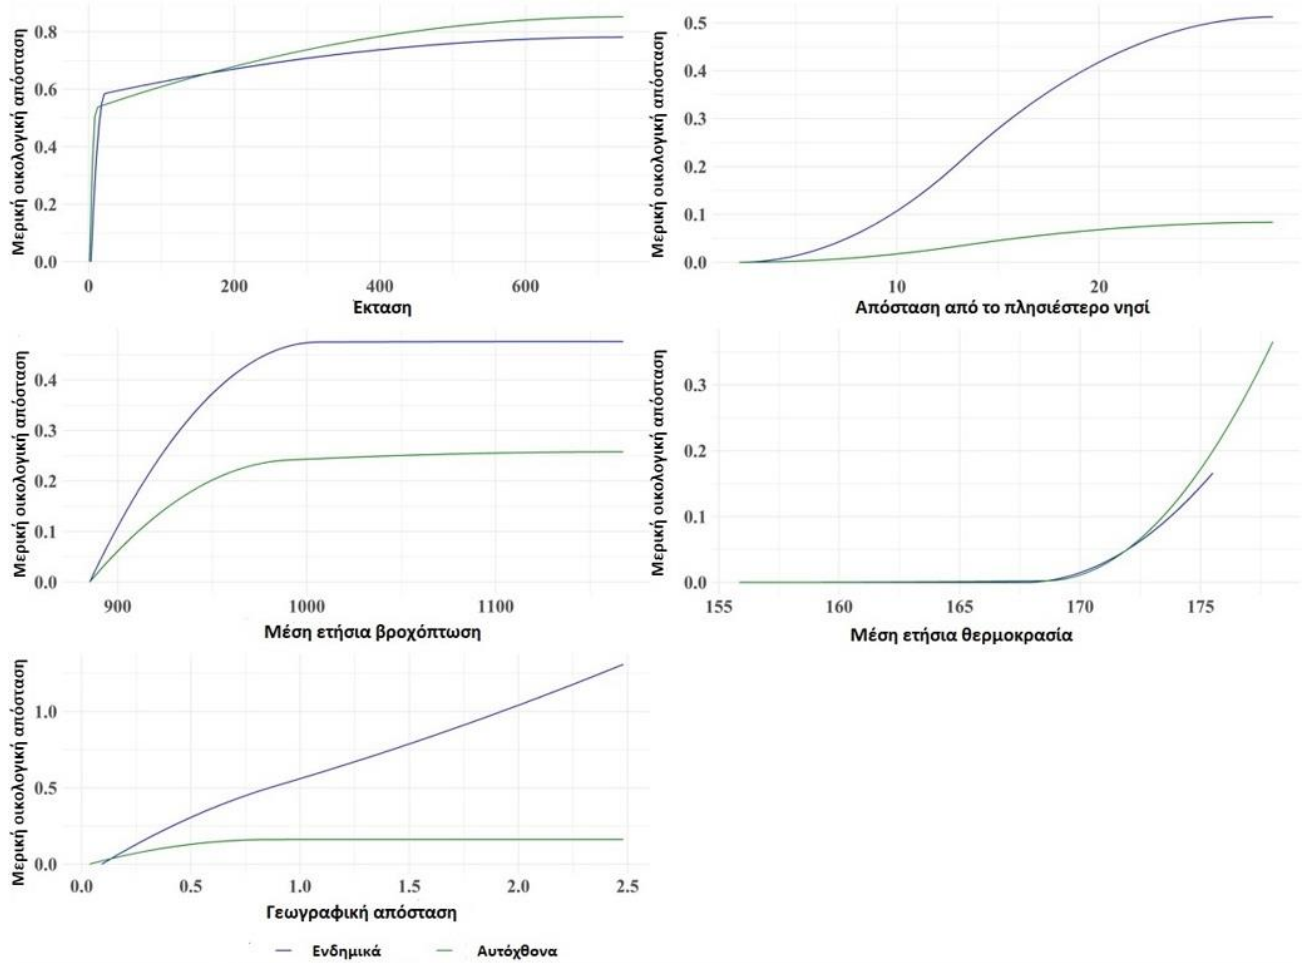 Μερική οικολογική απόσταση
0.8
0.6
0.4
0.2
0.0
0 200 400 600
Έκταση
Μερική οικολογική απόσταση
0.5
0.4
0.3
0.2
0.1
0.0
10 20
Απόσταση από το πλησιέστερο νησί
Μερική οικολογική απόσταση
0.4
0.3
0.2
0.1
0.0
900 1000 1100
Μέση ετήσια βροχόπτωση
Μερική οικολογική απόσταση
0.3
0.2
0.1
0.0
155 160 165 170 175
Μέση ετήσια θερμοκρασία
Μερική οικολογική απόσταση
1.0
0.5
0.0
0.0 0.5 1.0 1.5 2.0 2.5
Γεωγραφική απόσταση
Ενδημικά Αυτόχθονα